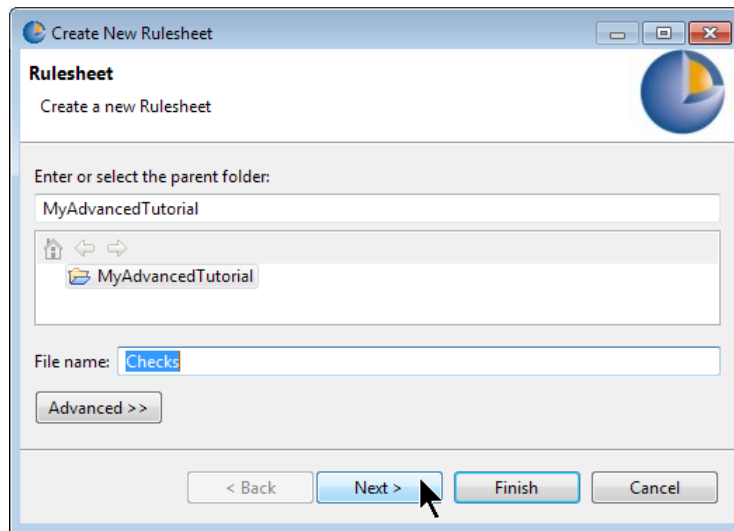 Create New Rulesheet
Rulesheet
Create a new Rulesheet
Enter or select the parent folder:
MyAdvancedTutorial
MyAdvancedTutorial
File name: Checks
Advanced >>
< Back Next > Finish Cancel